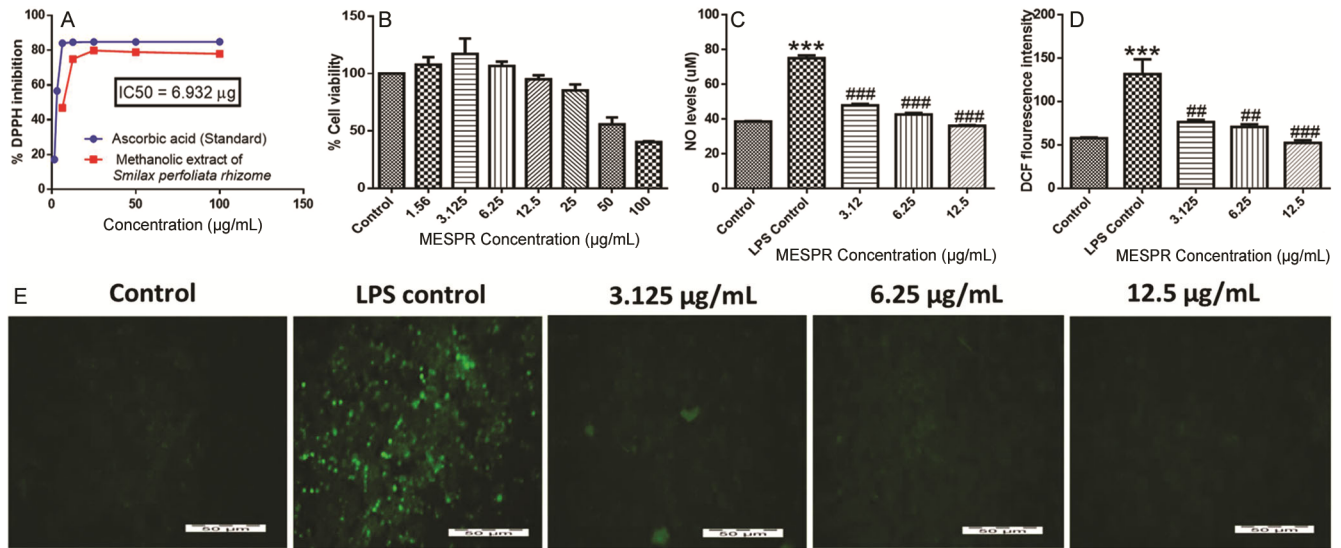 A
% DPPH inhibition
100
80
60
40
20
0
0
50
100
150
Concentration (µg/mL)
IC50 = 6.932 µg
Ascorbic acid (Standard)
Methanolic extract of
Smilax perfoliata rhizome
B
% Cell viability
150
100
50
0
Control
1.56
3.125
6.25
12.5
25
50
100
MESPR Concentration (µg/mL)
C
NO levels (uM)
100
80
60
40
20
0
***
###
###
###
Control
LPS Control
3.12
6.25
12.5
MESPR Concentration (µg/mL)
D
DCF flourescence intensity
200
150
100
50
0
***
##
##
###
Control
LPS Control
3.125
6.25
12.5
MESPR Concentration (µg/mL)
E
Control
LPS control
3.125 µg/mL
6.25 µg/mL
12.5 µg/mL
50 µm
50 µm
50 µm
50 µm
50 µm